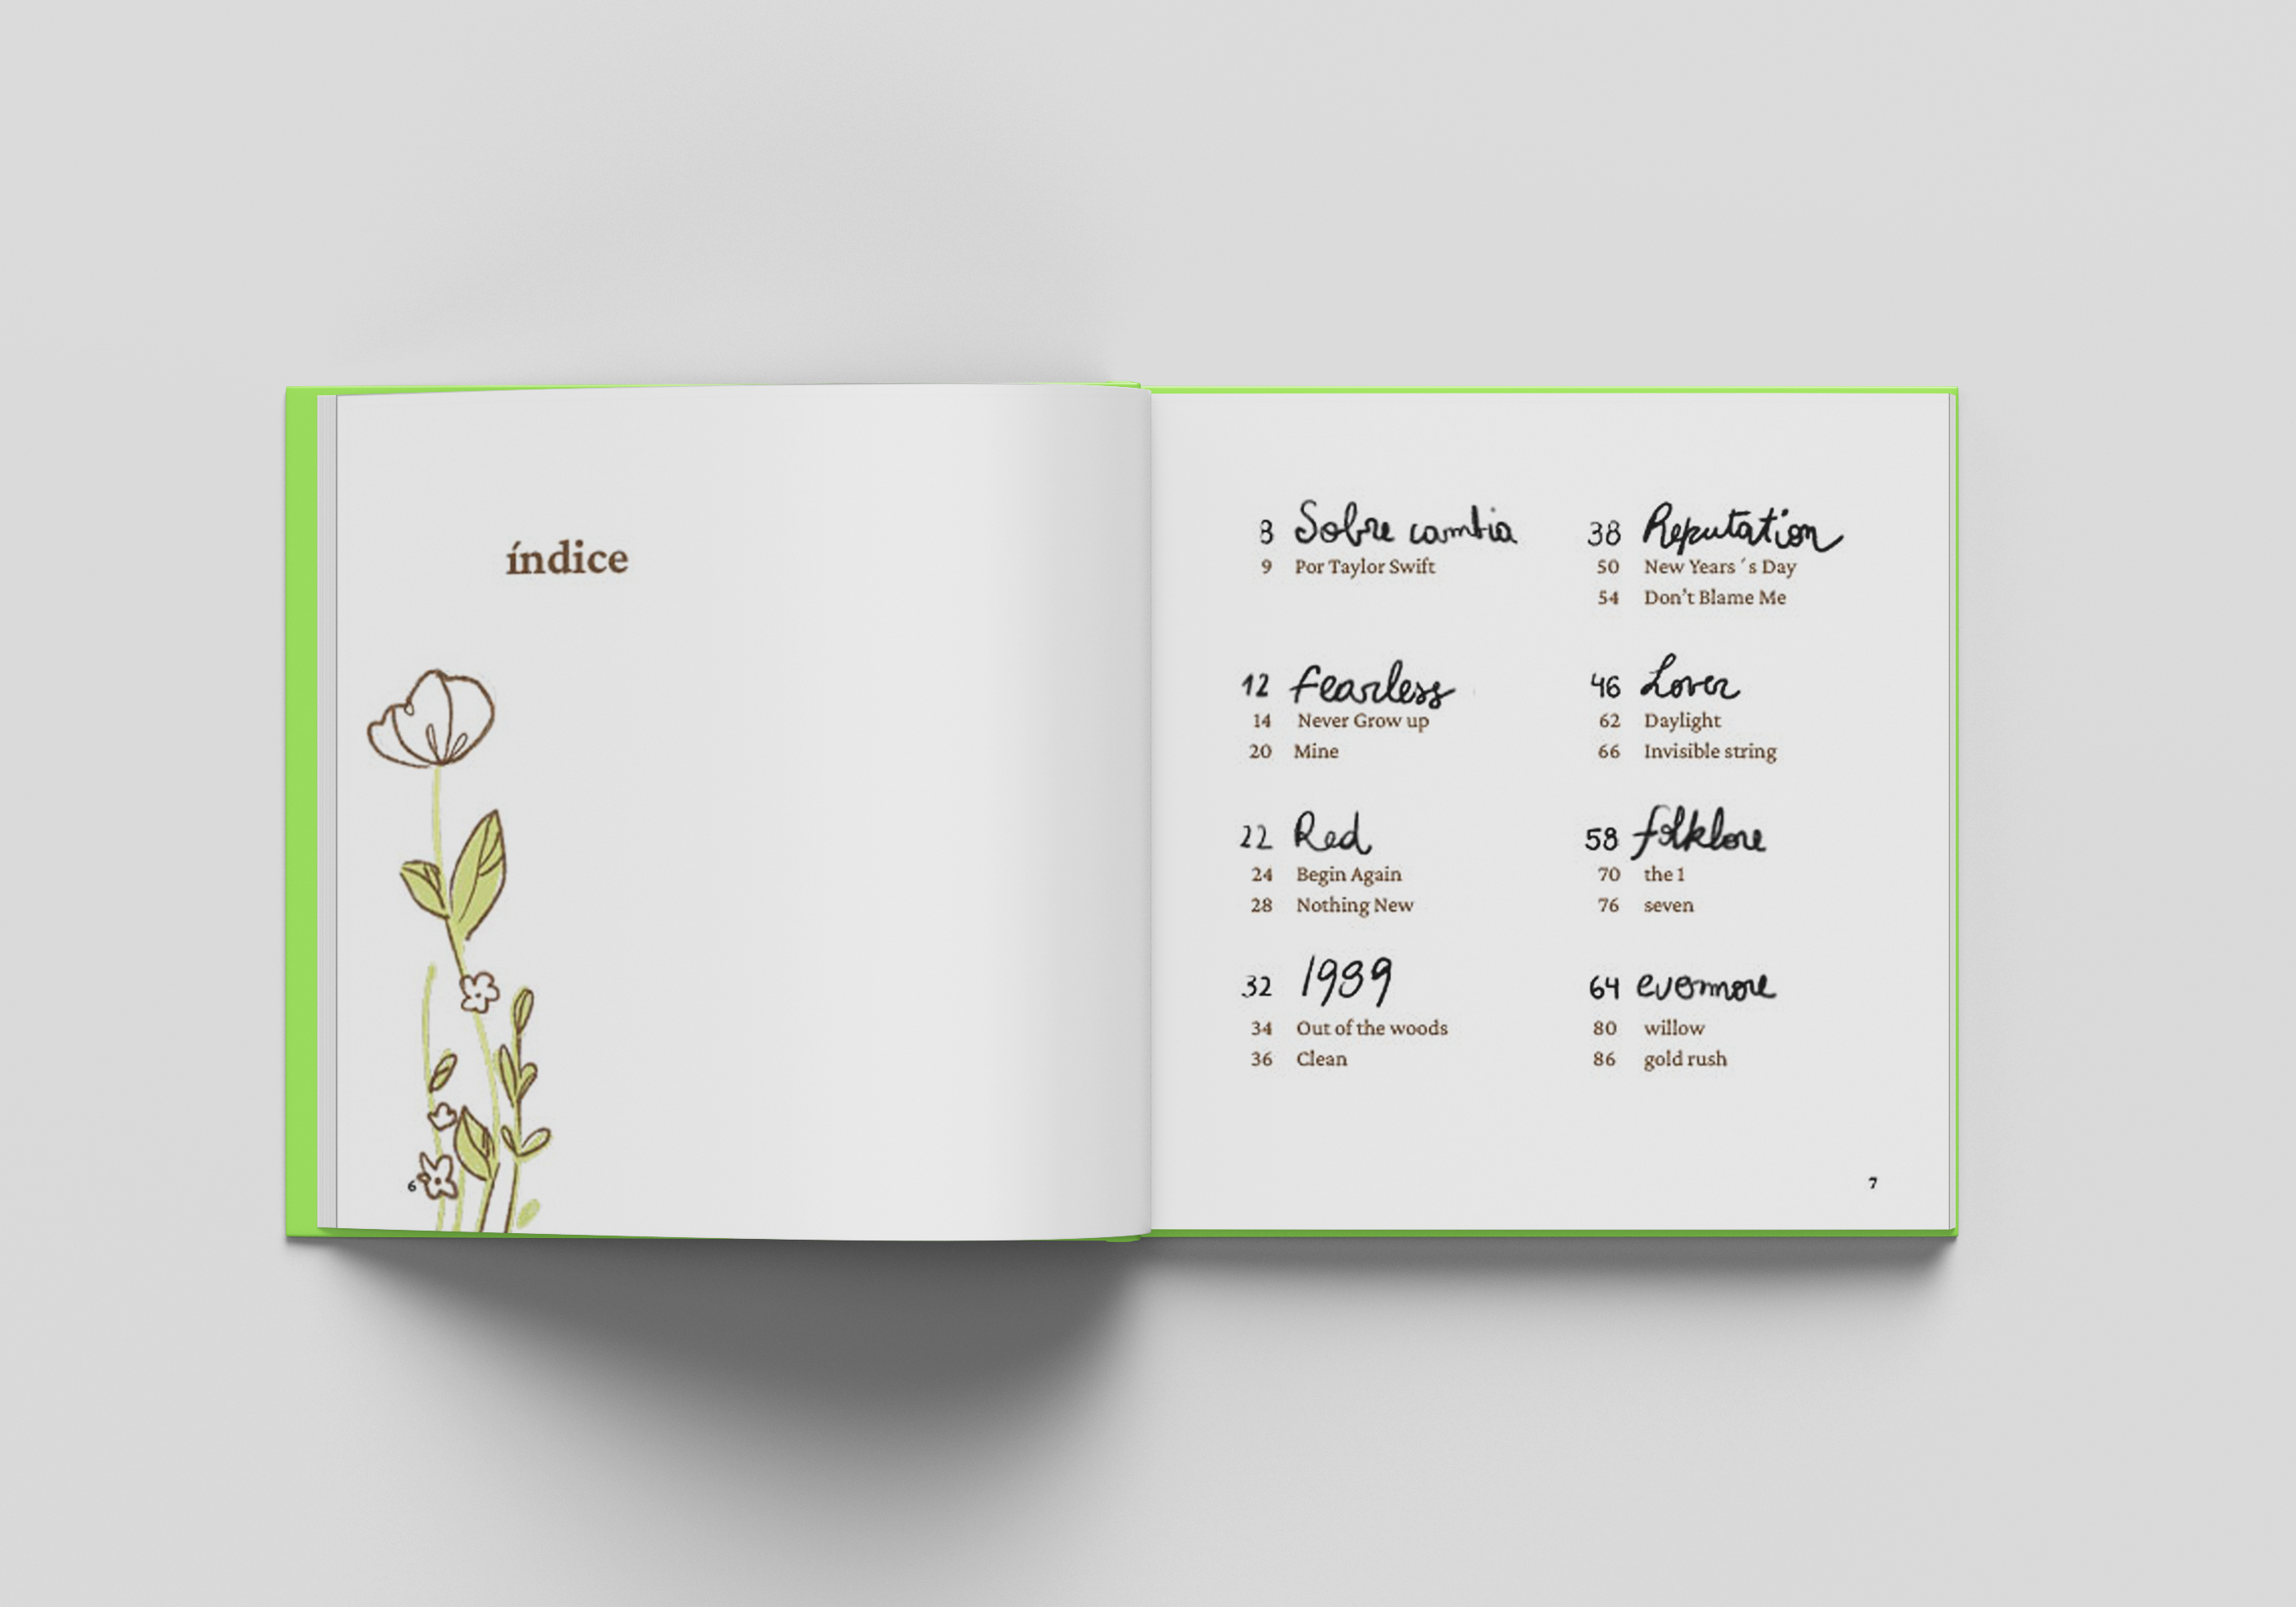 índice
6
8 Sobre cambia
9 Por Taylor Swift
12 fearless
14 Never Grow up
20 Mine
22 Red
24 Begin Again
28 Nothing New
32 1989
34 Out of the woods
36 Clean
38 Reputation
50 New Years ´s Day
54 Don't Blame Me
46 Lover
62 Daylight
66 Invisible string
58 folklore
70 the 1
76 seven
64 evermore
80 willow
86 gold rush
7